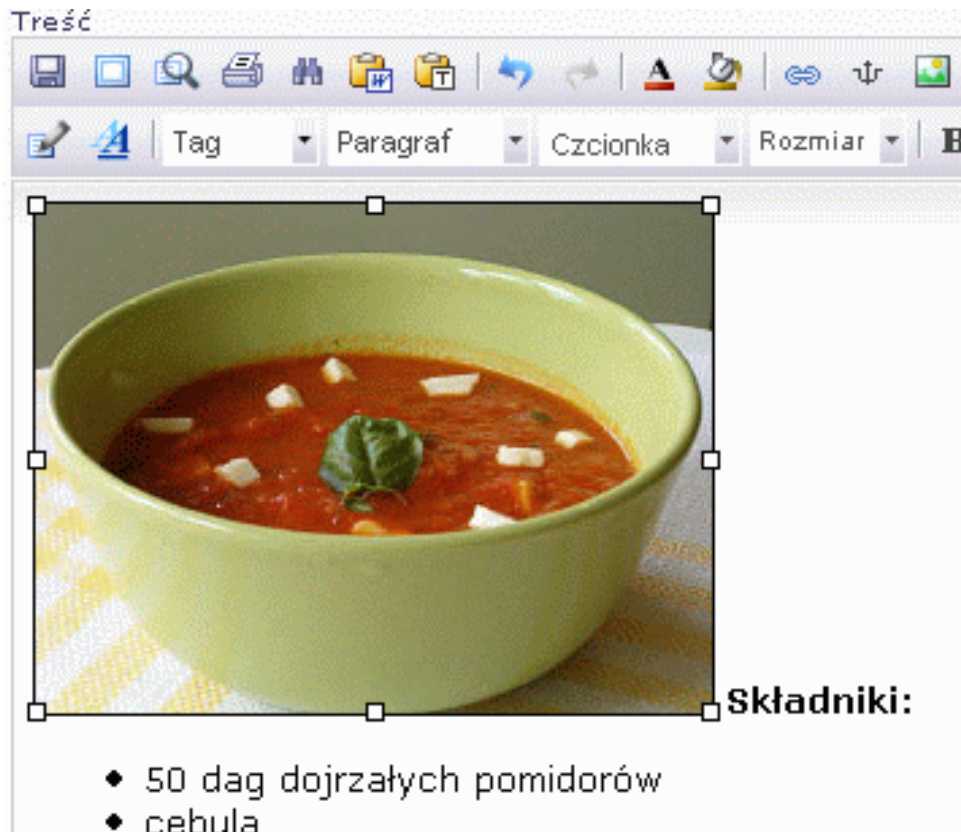 Treść
Tag Paragraf Czcionka Rozmiar B
Składniki:
50 dag dojrzałych pomidorów
cebula